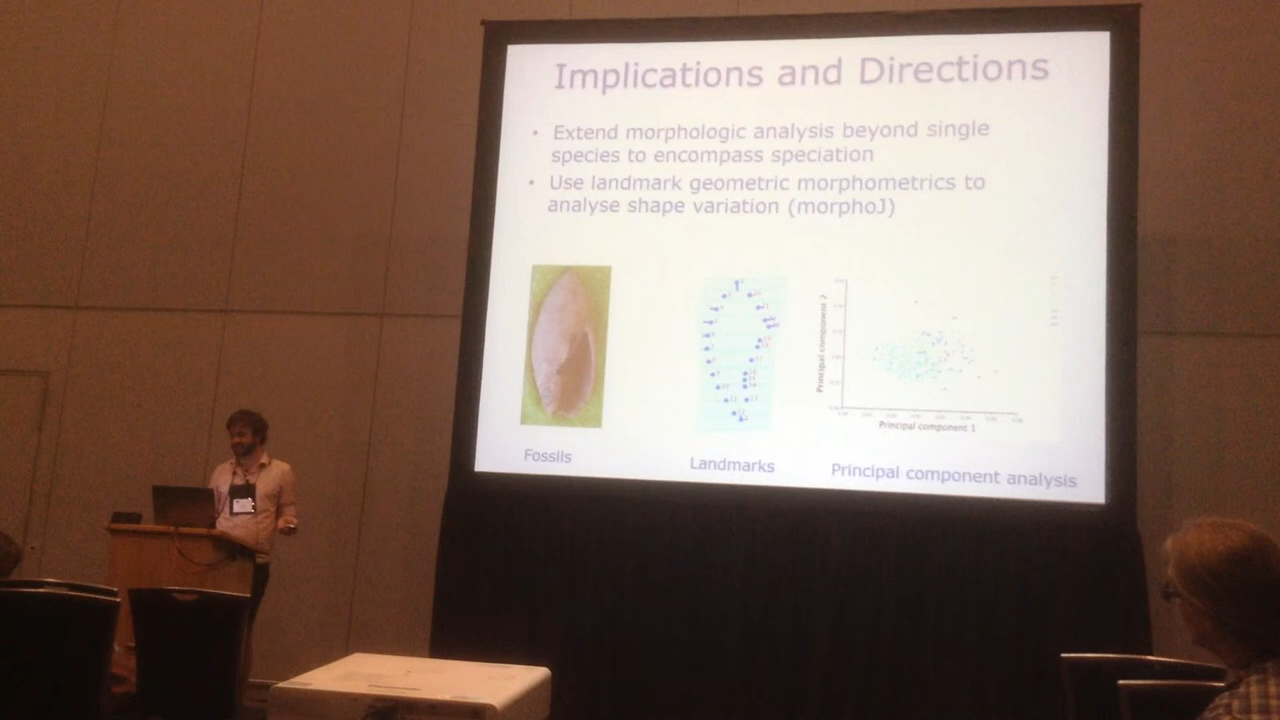 Implications and Directions
• Extend morphologic analysis beyond single
species to encompass speciation
• Use landmark geometric morphometrics to
analyse shape variation (morphoJ)
Principal component 2
Principal component 1
Fossils
Landmarks
Principal component analysis